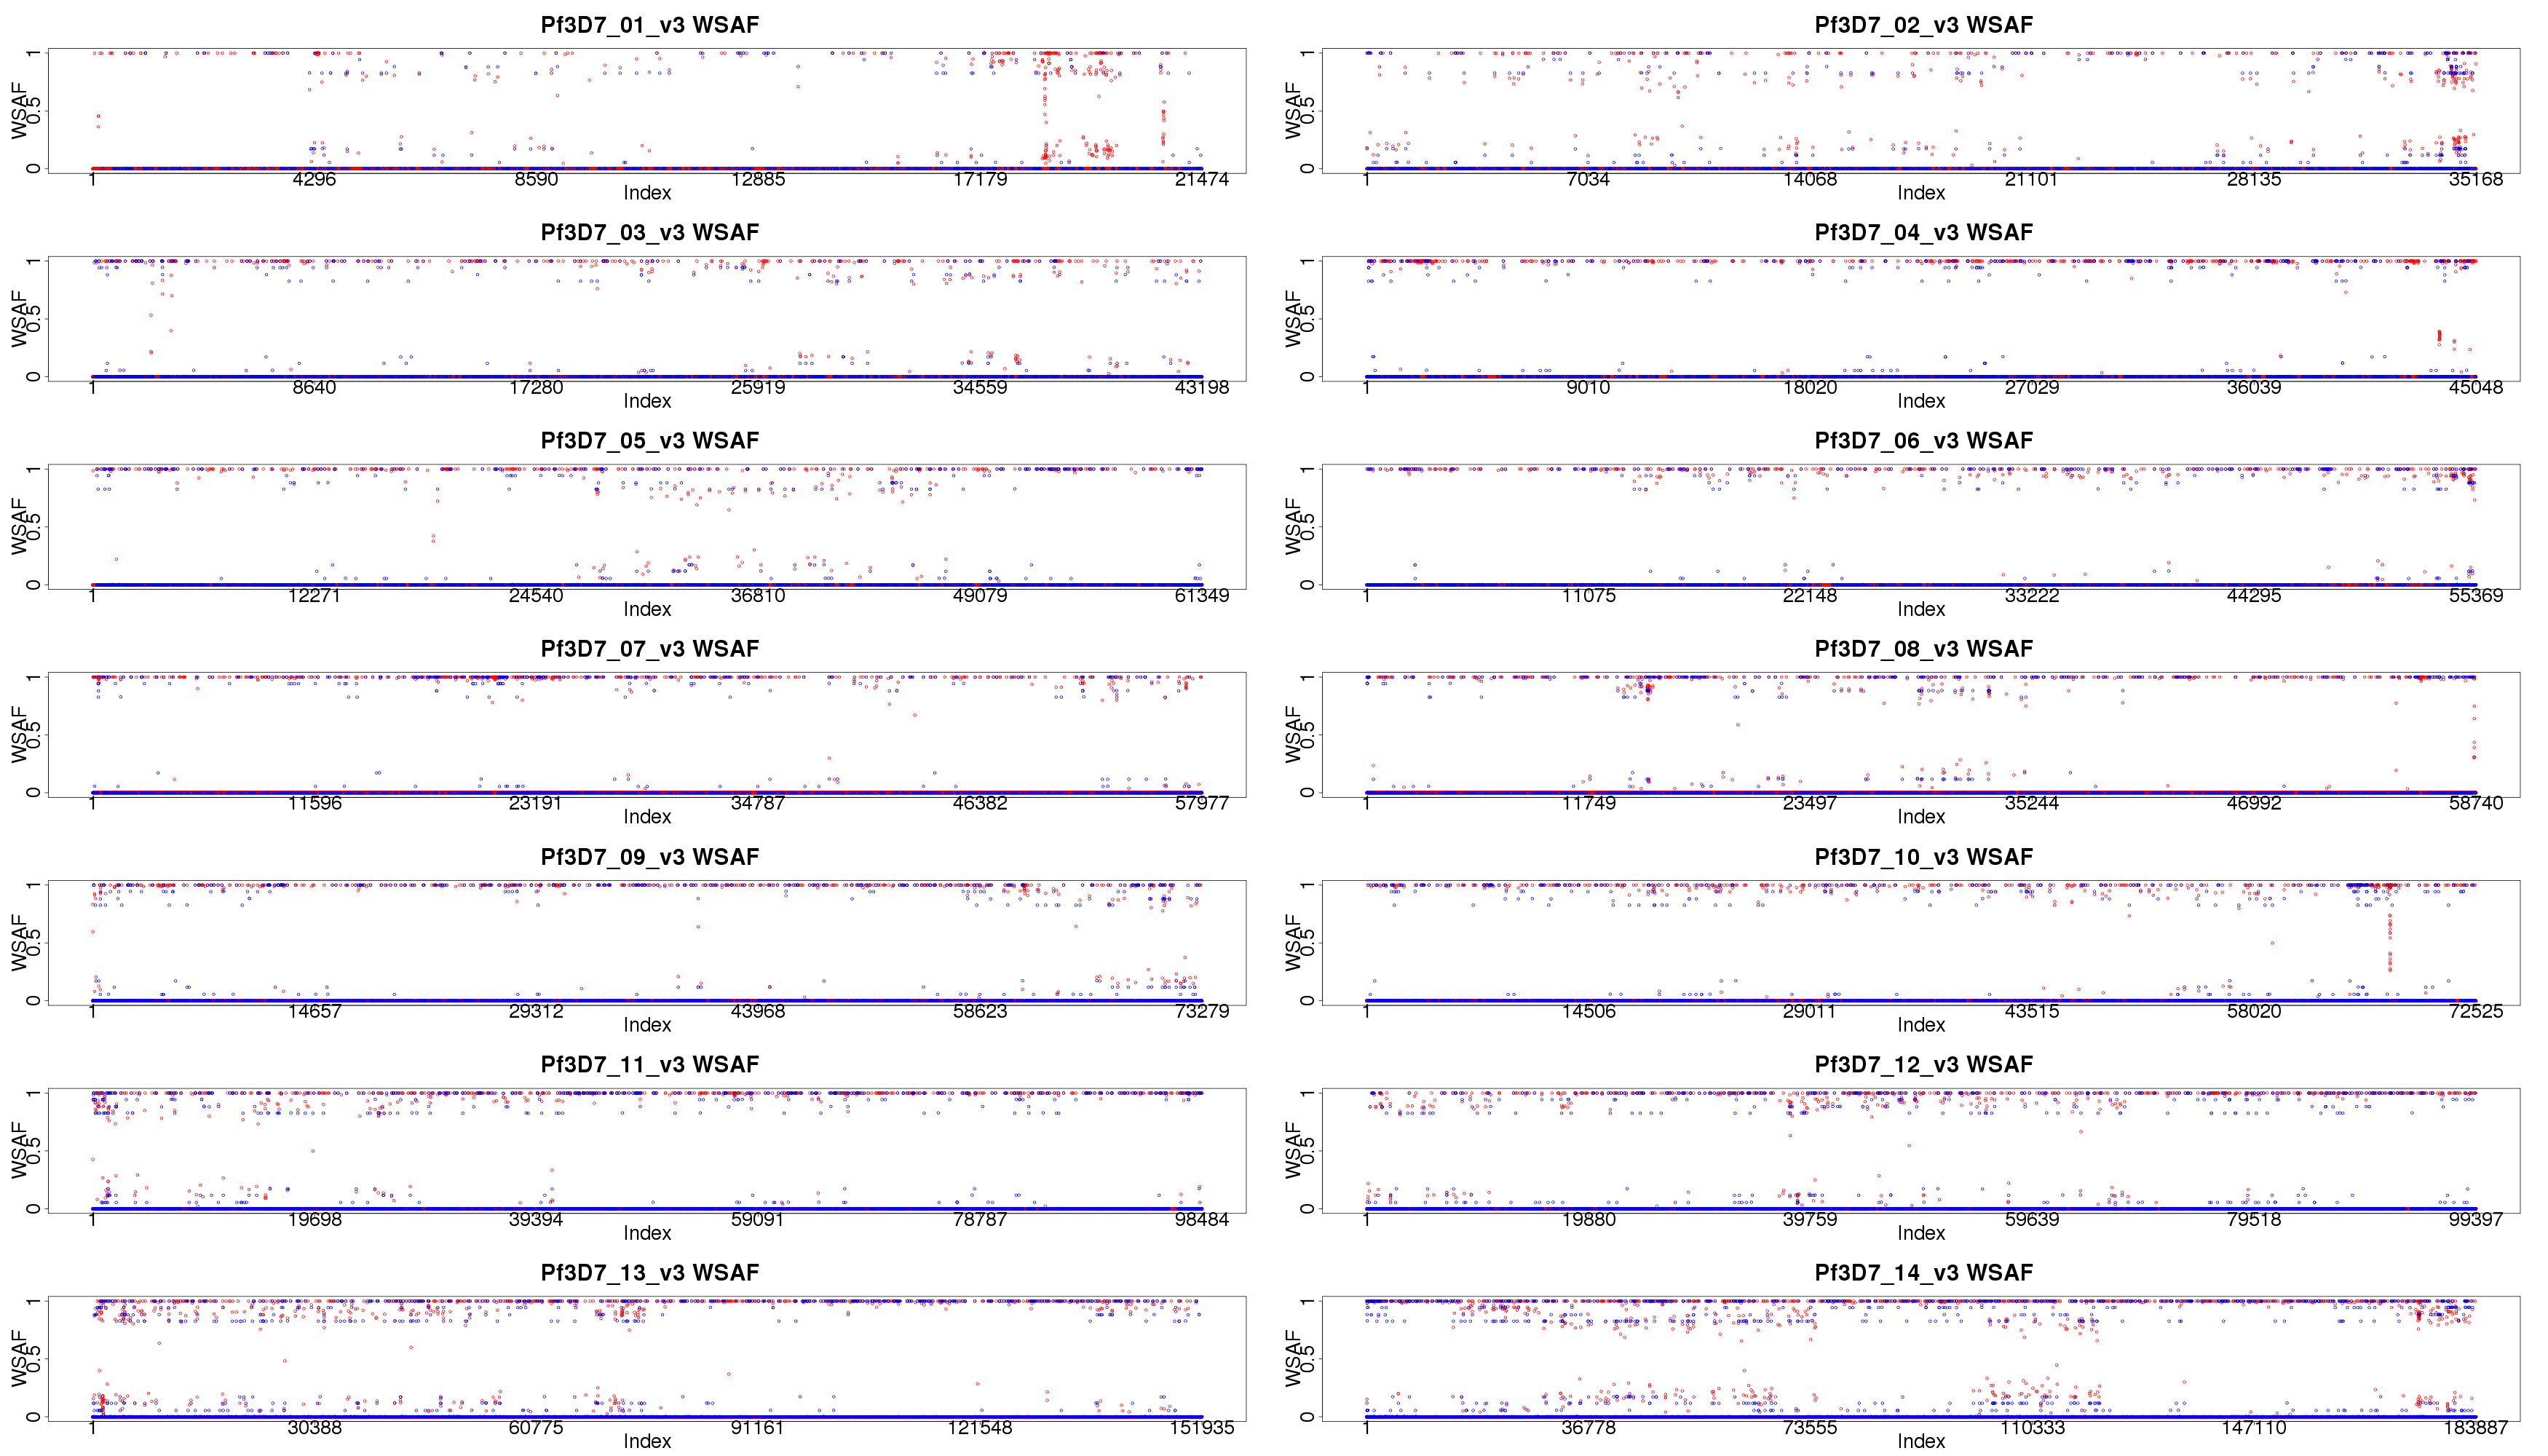 Pf3D7_01_v3 WSAF
WSAF
0 0.5 1
1 4296 8590 12885 17179 21474
Index
Pf3D7_02_v3 WSAF
WSAF
0 0.5 1
1 7034 14068 21101 28135 35168
Index
Pf3D7_03_v3 WSAF
WSAF
0 0.5 1
1 8640 17280 25919 34559 43198
Index
Pf3D7_04_v3 WSAF
WSAF
0 0.5 1
1 9010 18020 27029 36039 45048
Index
Pf3D7_05_v3 WSAF
WSAF
0 0.5 1
1 12271 24540 36810 49079 61349
Index
Pf3D7_06_v3 WSAF
WSAF
0 0.5 1
1 11075 22148 33222 44295 55369
Index
Pf3D7_07_v3 WSAF
WSAF
0 0.5 1
1 11596 23191 34787 46382 57977
Index
Pf3D7_08_v3 WSAF
WSAF
0 0.5 1
1 11749 23497 35244 46992 58740
Index
Pf3D7_09_v3 WSAF
WSAF
0 0.5 1
1 14657 29312 43968 58623 73279
Index
Pf3D7_10_v3 WSAF
WSAF
0 0.5 1
1 14506 29011 43515 58020 72525
Index
Pf3D7_11_v3 WSAF
WSAF
0 0.5 1
1 19698 39394 59091 78787 98484
Index
Pf3D7_12_v3 WSAF
WSAF
0 0.5 1
1 19880 39759 59639 79518 99397
Index
Pf3D7_13_v3 WSAF
WSAF
0 0.5 1
1 30388 60775 91161 121548 151935
Index
Pf3D7_14_v3 WSAF
WSAF
0 0.5 1
1 36778 73555 110333 147110 183887
Index